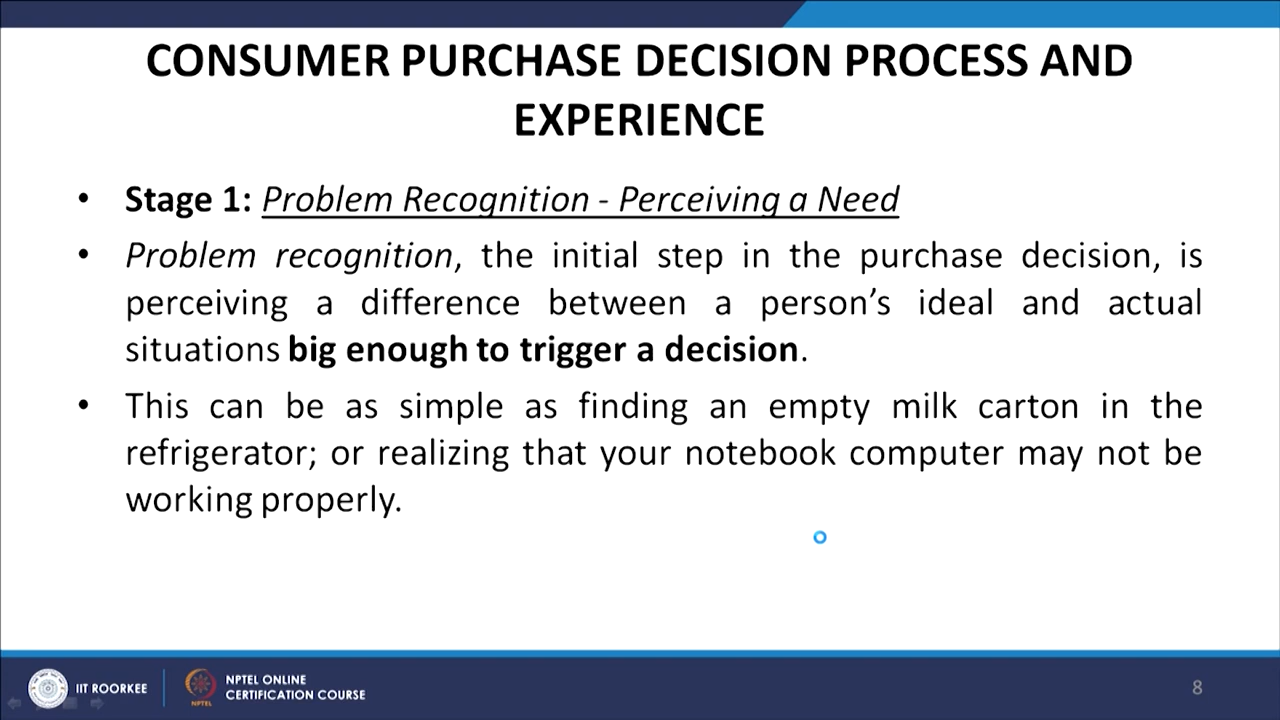 CONSUMER PURCHASE DECISION PROCESS AND
EXPERIENCE
• Stage 1: Problem Recognition - Perceiving a Need
• Problem recognition, the initial step in the purchase decision, is
perceiving a difference between a person’s ideal and actual
situations big enough to trigger a decision.
• This can be as simple as finding an empty milk carton in the
refrigerator; or realizing that your notebook computer may not be
working properly.
IIT ROORKEE
NPTEL
NPTEL ONLINE
CERTIFICATION COURSE
8